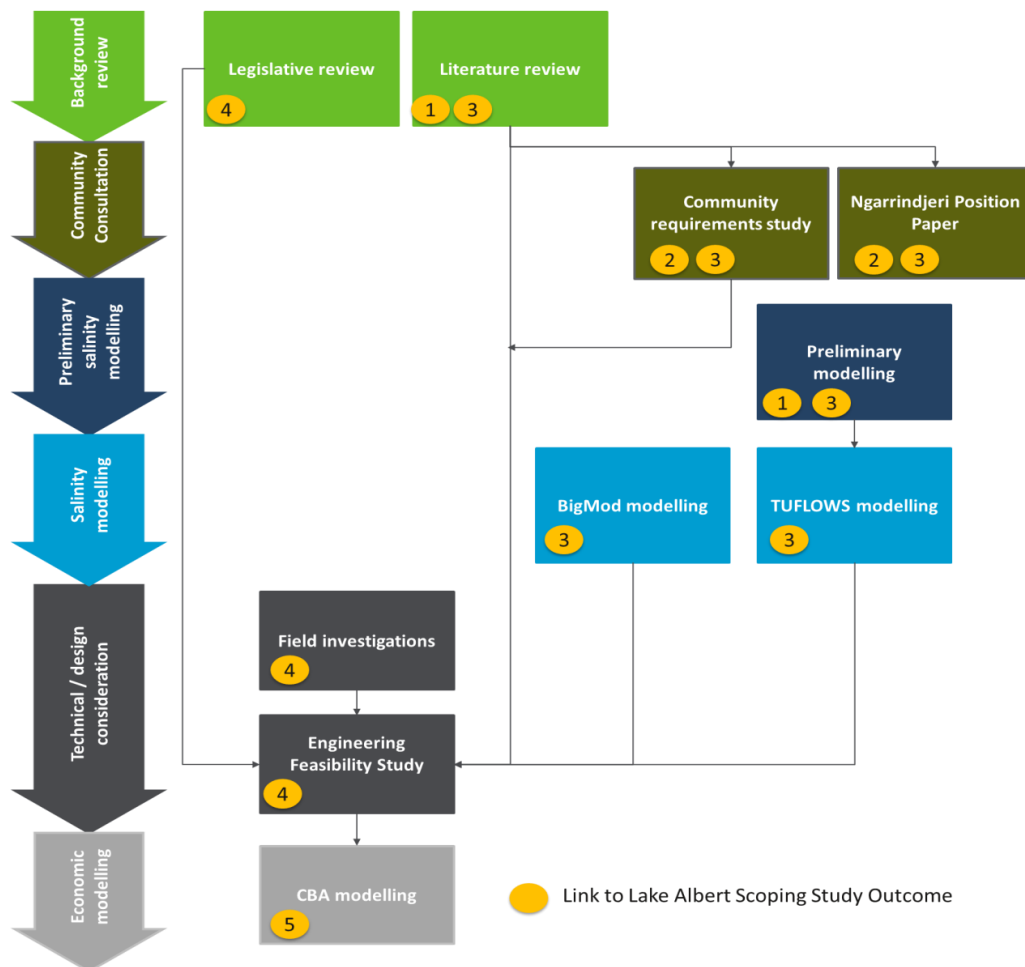 Background
review
Legislative review
4
Literature review
1
3
Community
Consultation
Community
requirements study
2
3
Ngarrindjeri Position
Paper
2
3
Preliminary
salinity
modelling
Preliminary
modelling
1
3
Salinity
modelling
BigMod modelling
3
TUFLOWS modelling
3
Technical / design
consideration
Field investigations
4
Engineering
Feasibility Study
4
Economic
modelling
CBA modelling
5
Link to Lake Albert Scoping Study Outcome